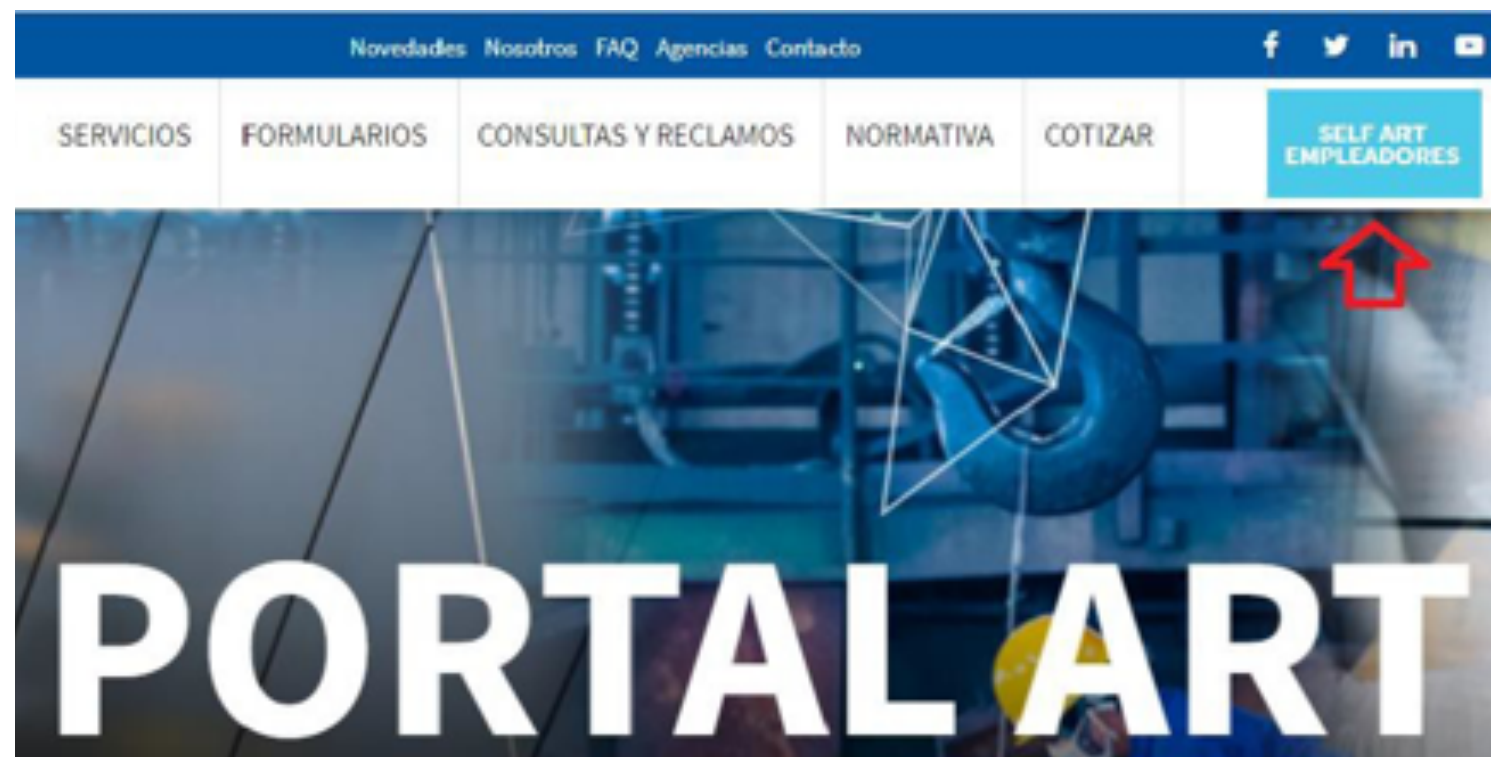 Novedades Nosotros FAQ Agencias Contacto
SERVICIOS FORMULARIOS CONSULTAS Y RECLAMOS NORMATIVA COTIZAR SELF ART
EMPLEADORES
PORTAL ART